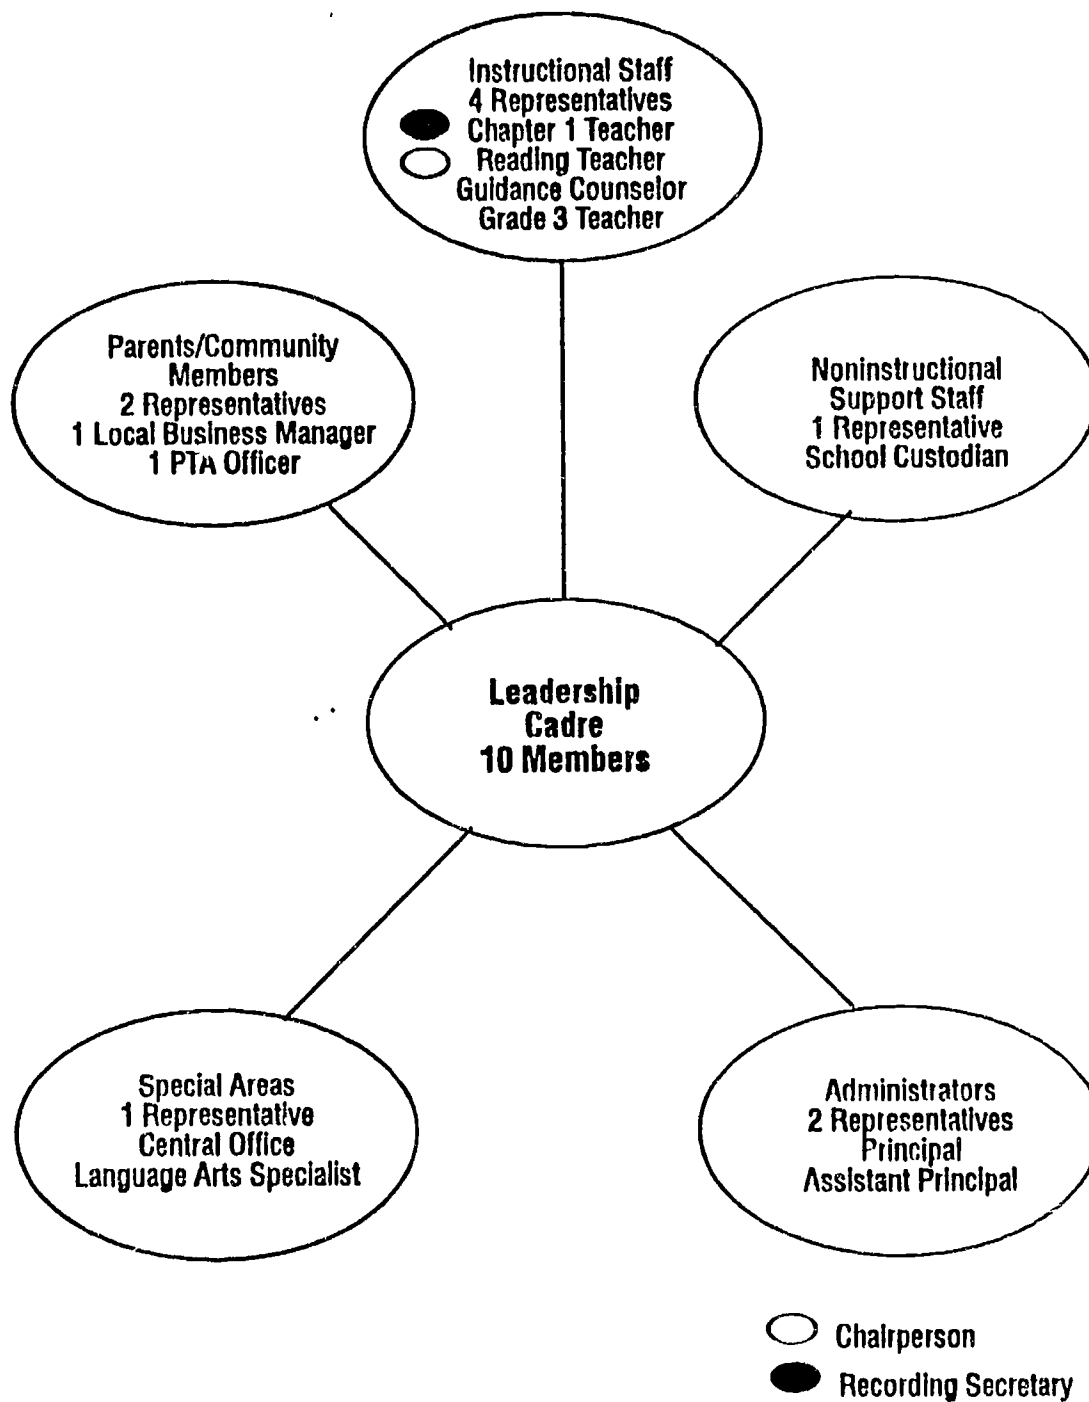 Instructional Staff
4 Representatives
Chapter 1 Teacher
Reading Teacher
Guidance Counselor
Grade 3 Teacher
Parents/Community
Members
2 Representatives
1 Local Business Manager
1 PTA Officer
Noninstructional
Support Staff
1 Representative
School Custodian
Leadership
Cadre
10 Members
Special Areas
1 Representative
Central Office
Language Arts Specialist
Administrators
2 Representatives
Principal
Assistant Principal
Chairperson
Recording Secretary